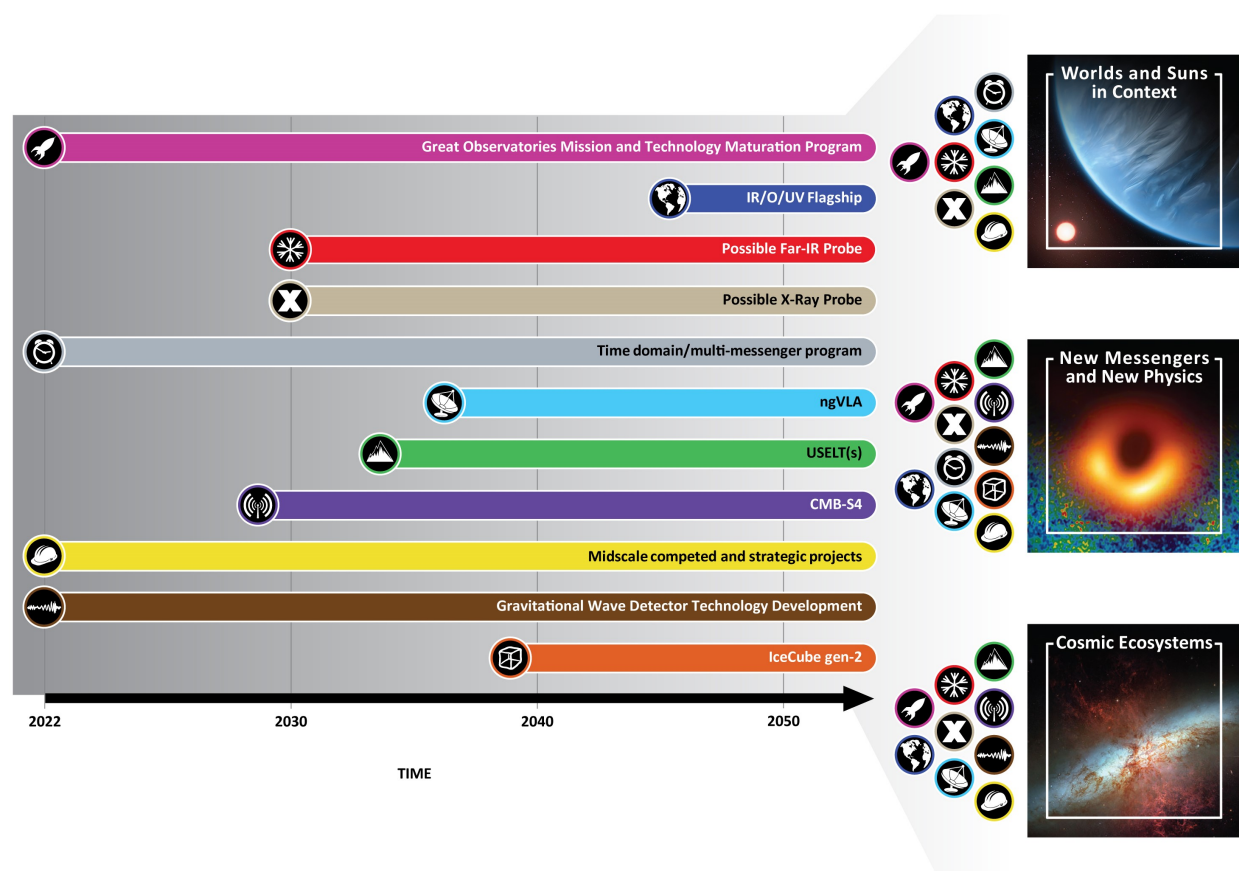 Worlds and Suns
in Context
Great Observatories Mission and Technology Maturation Program
IR/O/UV Flagship
Possible Far-IR Probe
Possible X-Ray Probe
Time domain/multi-messenger program
New Messengers
and New Physics
ngVLA
USELT(s)
CMB-S4
Midscale competed and strategic projects
Gravitational Wave Detector Technology Development
IceCube gen-2
Cosmic Ecosystems
2022 2030 2040 2050
TIME